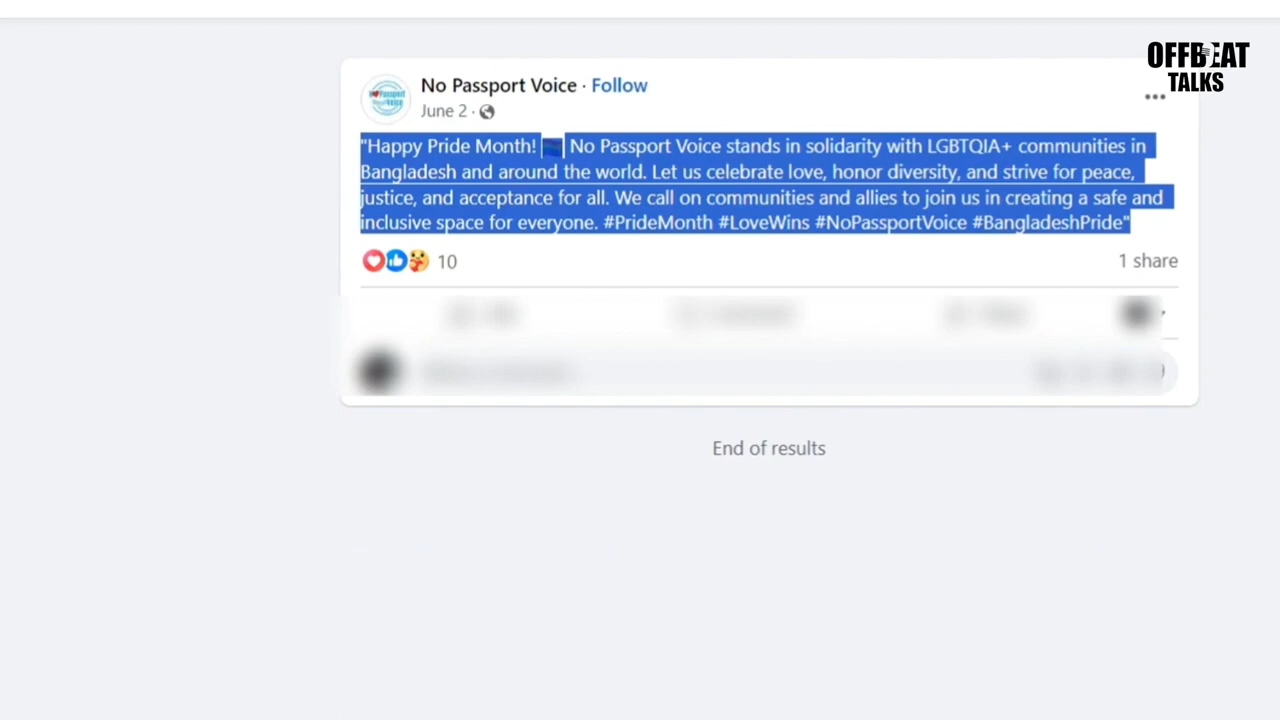 OFFBEAT
TALKS
No Passport Voice · Follow
June 2 ·
"Happy Pride Month! No Passport Voice stands in solidarity with LGBTQIA+ communities in
Bangladesh and around the world. Let us celebrate love, honor diversity, and strive for peace,
justice, and acceptance for all. We call on communities and allies to join us in creating a safe and
inclusive space for everyone. #PrideMonth #LoveWins #NoPassportVoice #BangladeshPride"
10
1 share
End of results